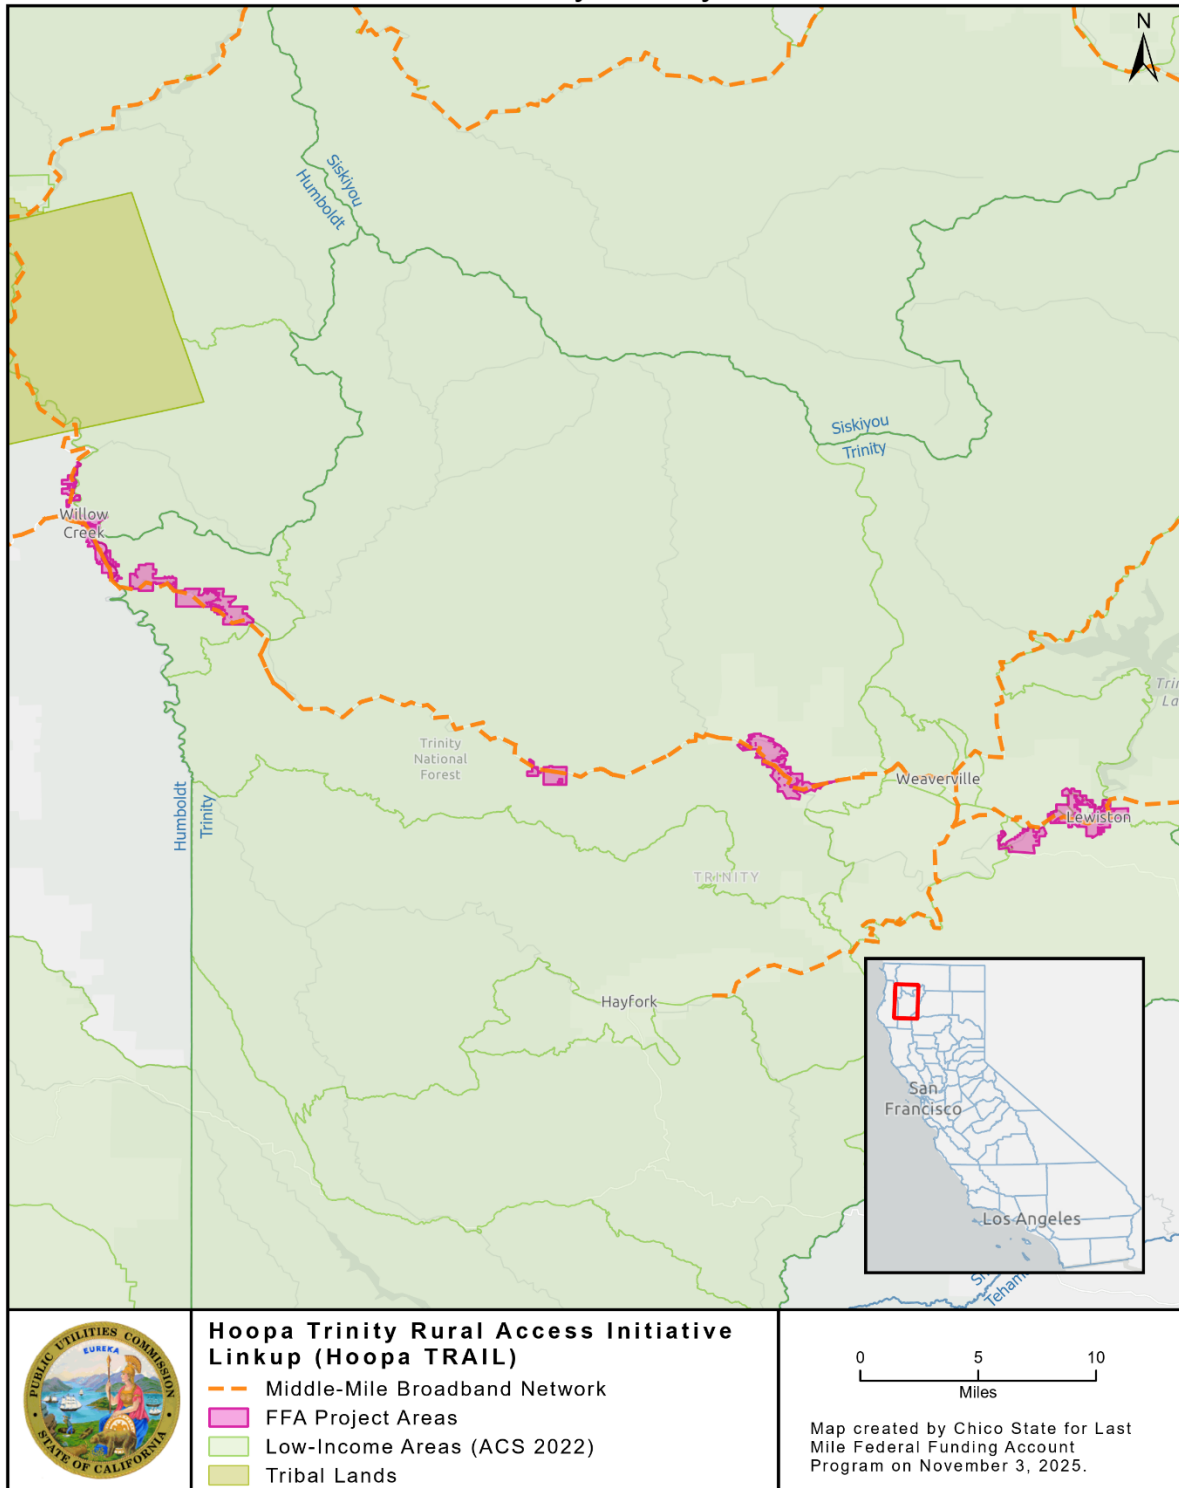 N
Siskiyou
Humboldt
Siskiyou
Trinity
Willow
Creek
Trinity
National
Forest
Humboldt
Trinity
Weaverville
Lewiston
TRINITY
Hayfork
San
Francisco
Los Angeles
PUBLIC UTILITIES COMMISSION
EUREKA
STATE OF CALIFORNIA
Hoopa Trinity Rural Access Initiative
Linkup (Hoopa TRAIL)
Middle-Mile Broadband Network
FFA Project Areas
Low-Income Areas (ACS 2022)
Tribal Lands
0 5 10
Miles
Map created by Chico State for Last
Mile Federal Funding Account
Program on November 3, 2025.